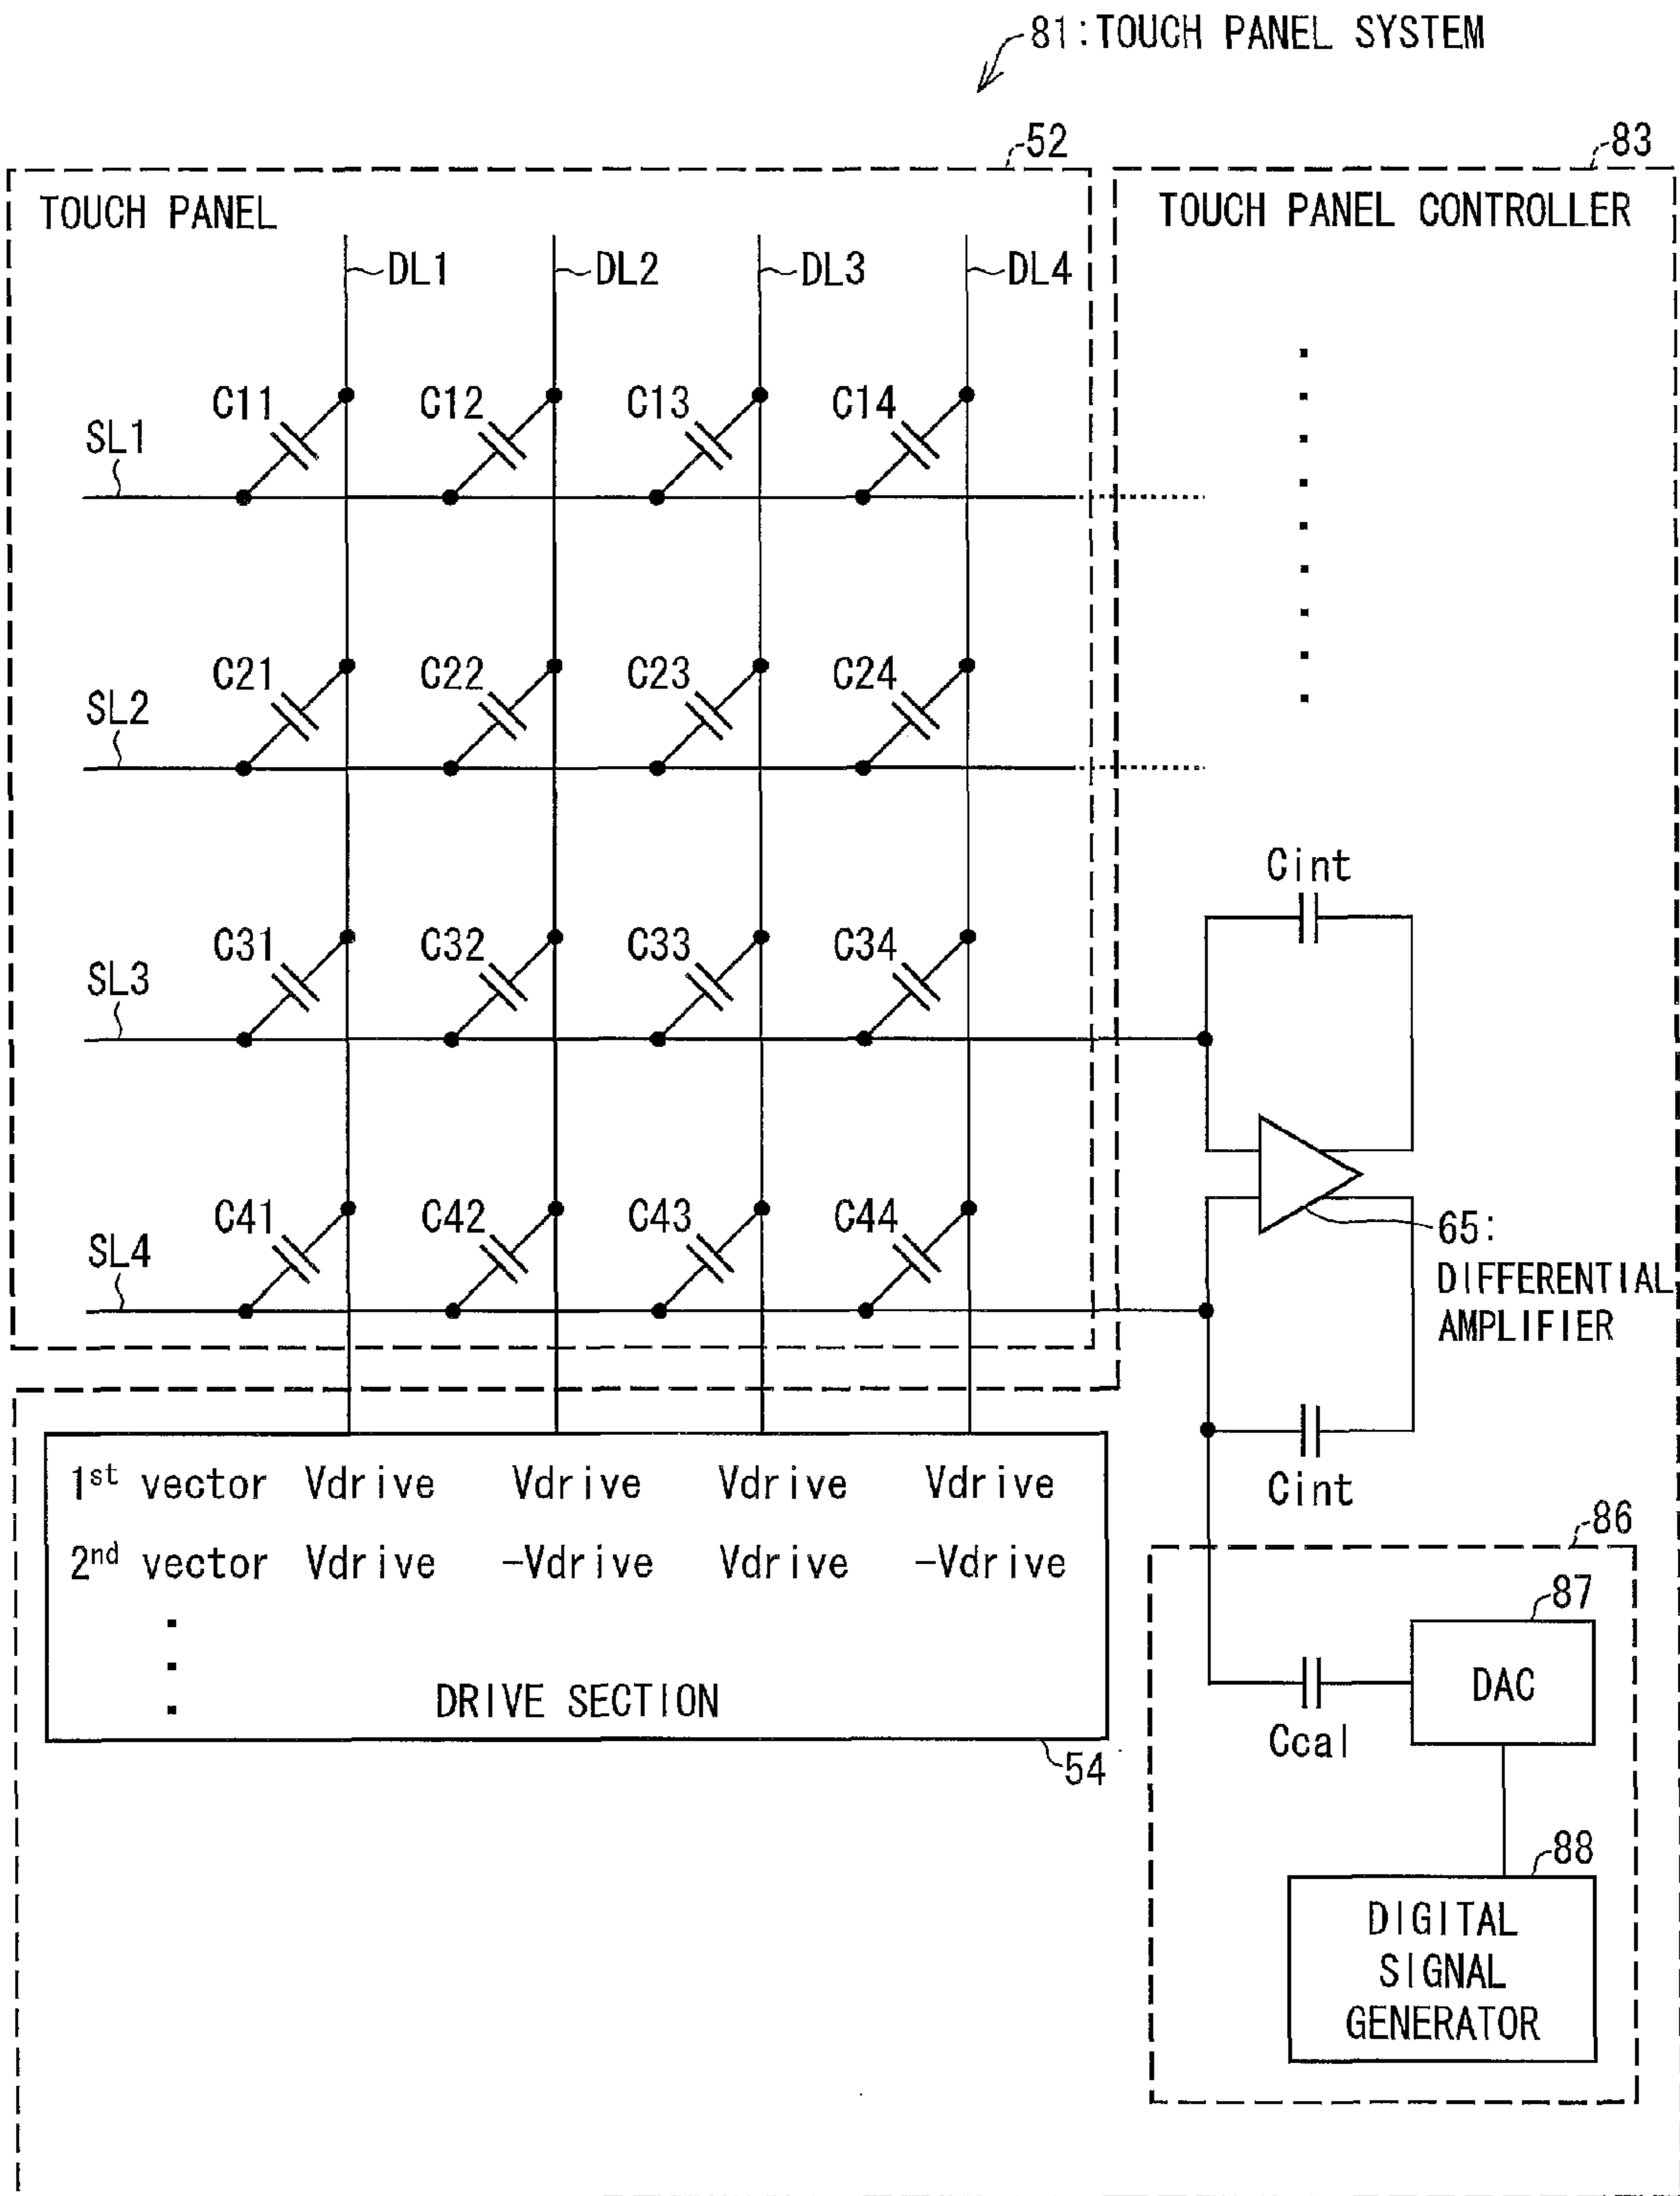 81:TOUCH PANEL SYSTEM
52
83
TOUCH PANEL
TOUCH PANEL CONTROLLER
DL1
DL2
DL3
DL4
C11
C12
C13
C14
SL1
C21
C22
C23
C24
SL2
Cint
C31
C32
C33
C34
SL3
C41
C42
C43
C44
SL4
65:
DIFFERENTIAL
AMPLIFIER
Cint
1st vector Vdrive Vdrive Vdrive Vdrive
2nd vector Vdrive -Vdrive Vdrive -Vdrive
DRIVE SECTION
54
86
87
DAC
Ccal
88
DIGITAL
SIGNAL
GENERATOR